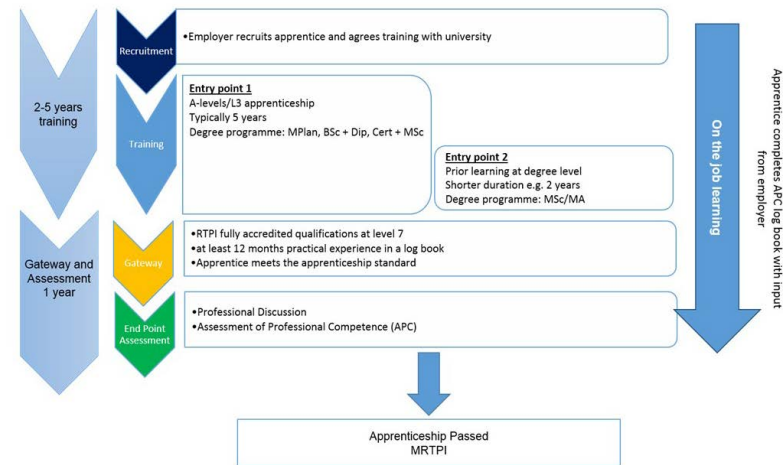 Recruitment
•Employer recruits apprentice and agrees training with university
2-5 years
training
Training
Entry point 1
A-levels/L3 apprenticeship
Typically 5 years
Degree programme: MPlan, BSc + Dip, Cert + MSc
Entry point 2
Prior learning at degree level
Shorter duration e.g. 2 years
Degree programme: MSc/MA
Gateway and
Assessment
1 year
Gateway
•RTPI fully accredited qualifications at level 7
•at least 12 months practical experience in a log book
•Apprentice meets the apprenticeship standard
End Point
Assessment
•Professional Discussion
•Assessment of Professional Competence (APC)
On the job learning
Apprentice completes APC log book with input
from employer
Apprenticeship Passed
MRTPI